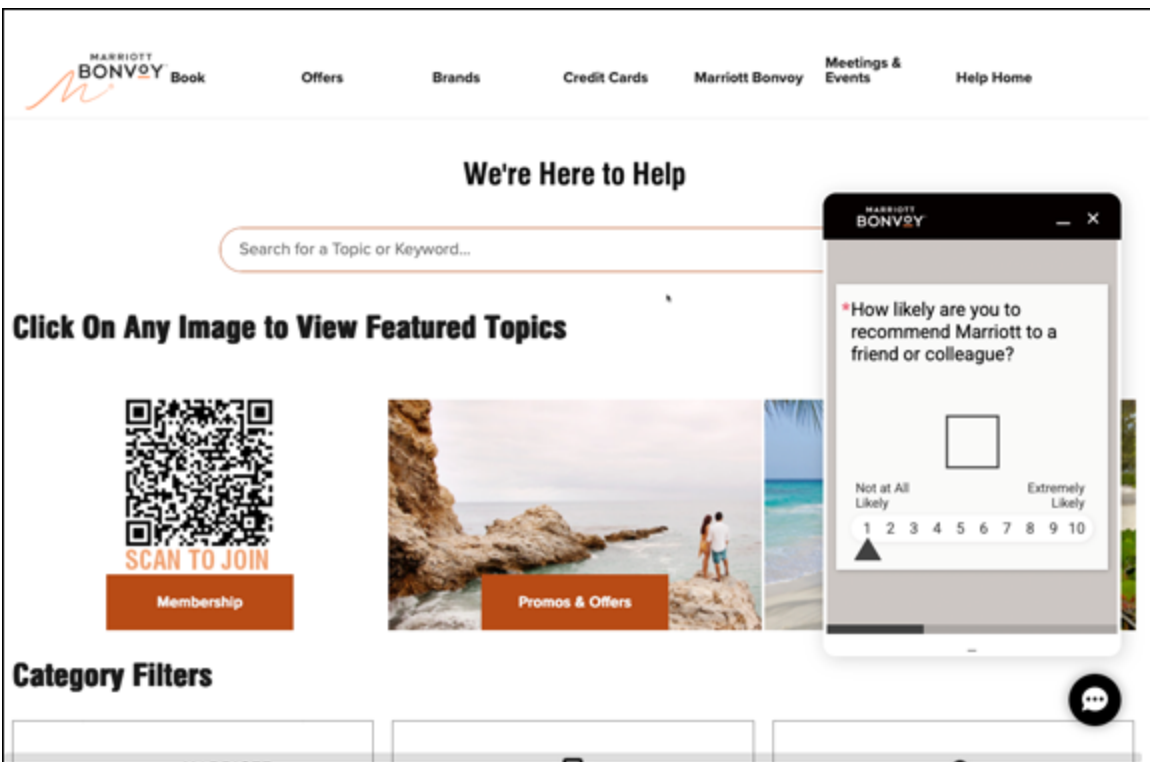 MARRIOTT
BONVOY
Book
Offers
Brands
Credit Cards
Marriott Bonvoy
Meetings &
Events
Help Home
We're Here to Help
Search for a Topic or Keyword...
Click On Any Image to View Featured Topics
SCAN TO JOIN
Membership
Promos & Offers
Category Filters
MARRIOTT
BONVOY
*How likely are you to
recommend Marriott to a
friend or colleague?
Not at All
Likely
Extremely
Likely
1 2 3 4 5 6 7 8 9 10